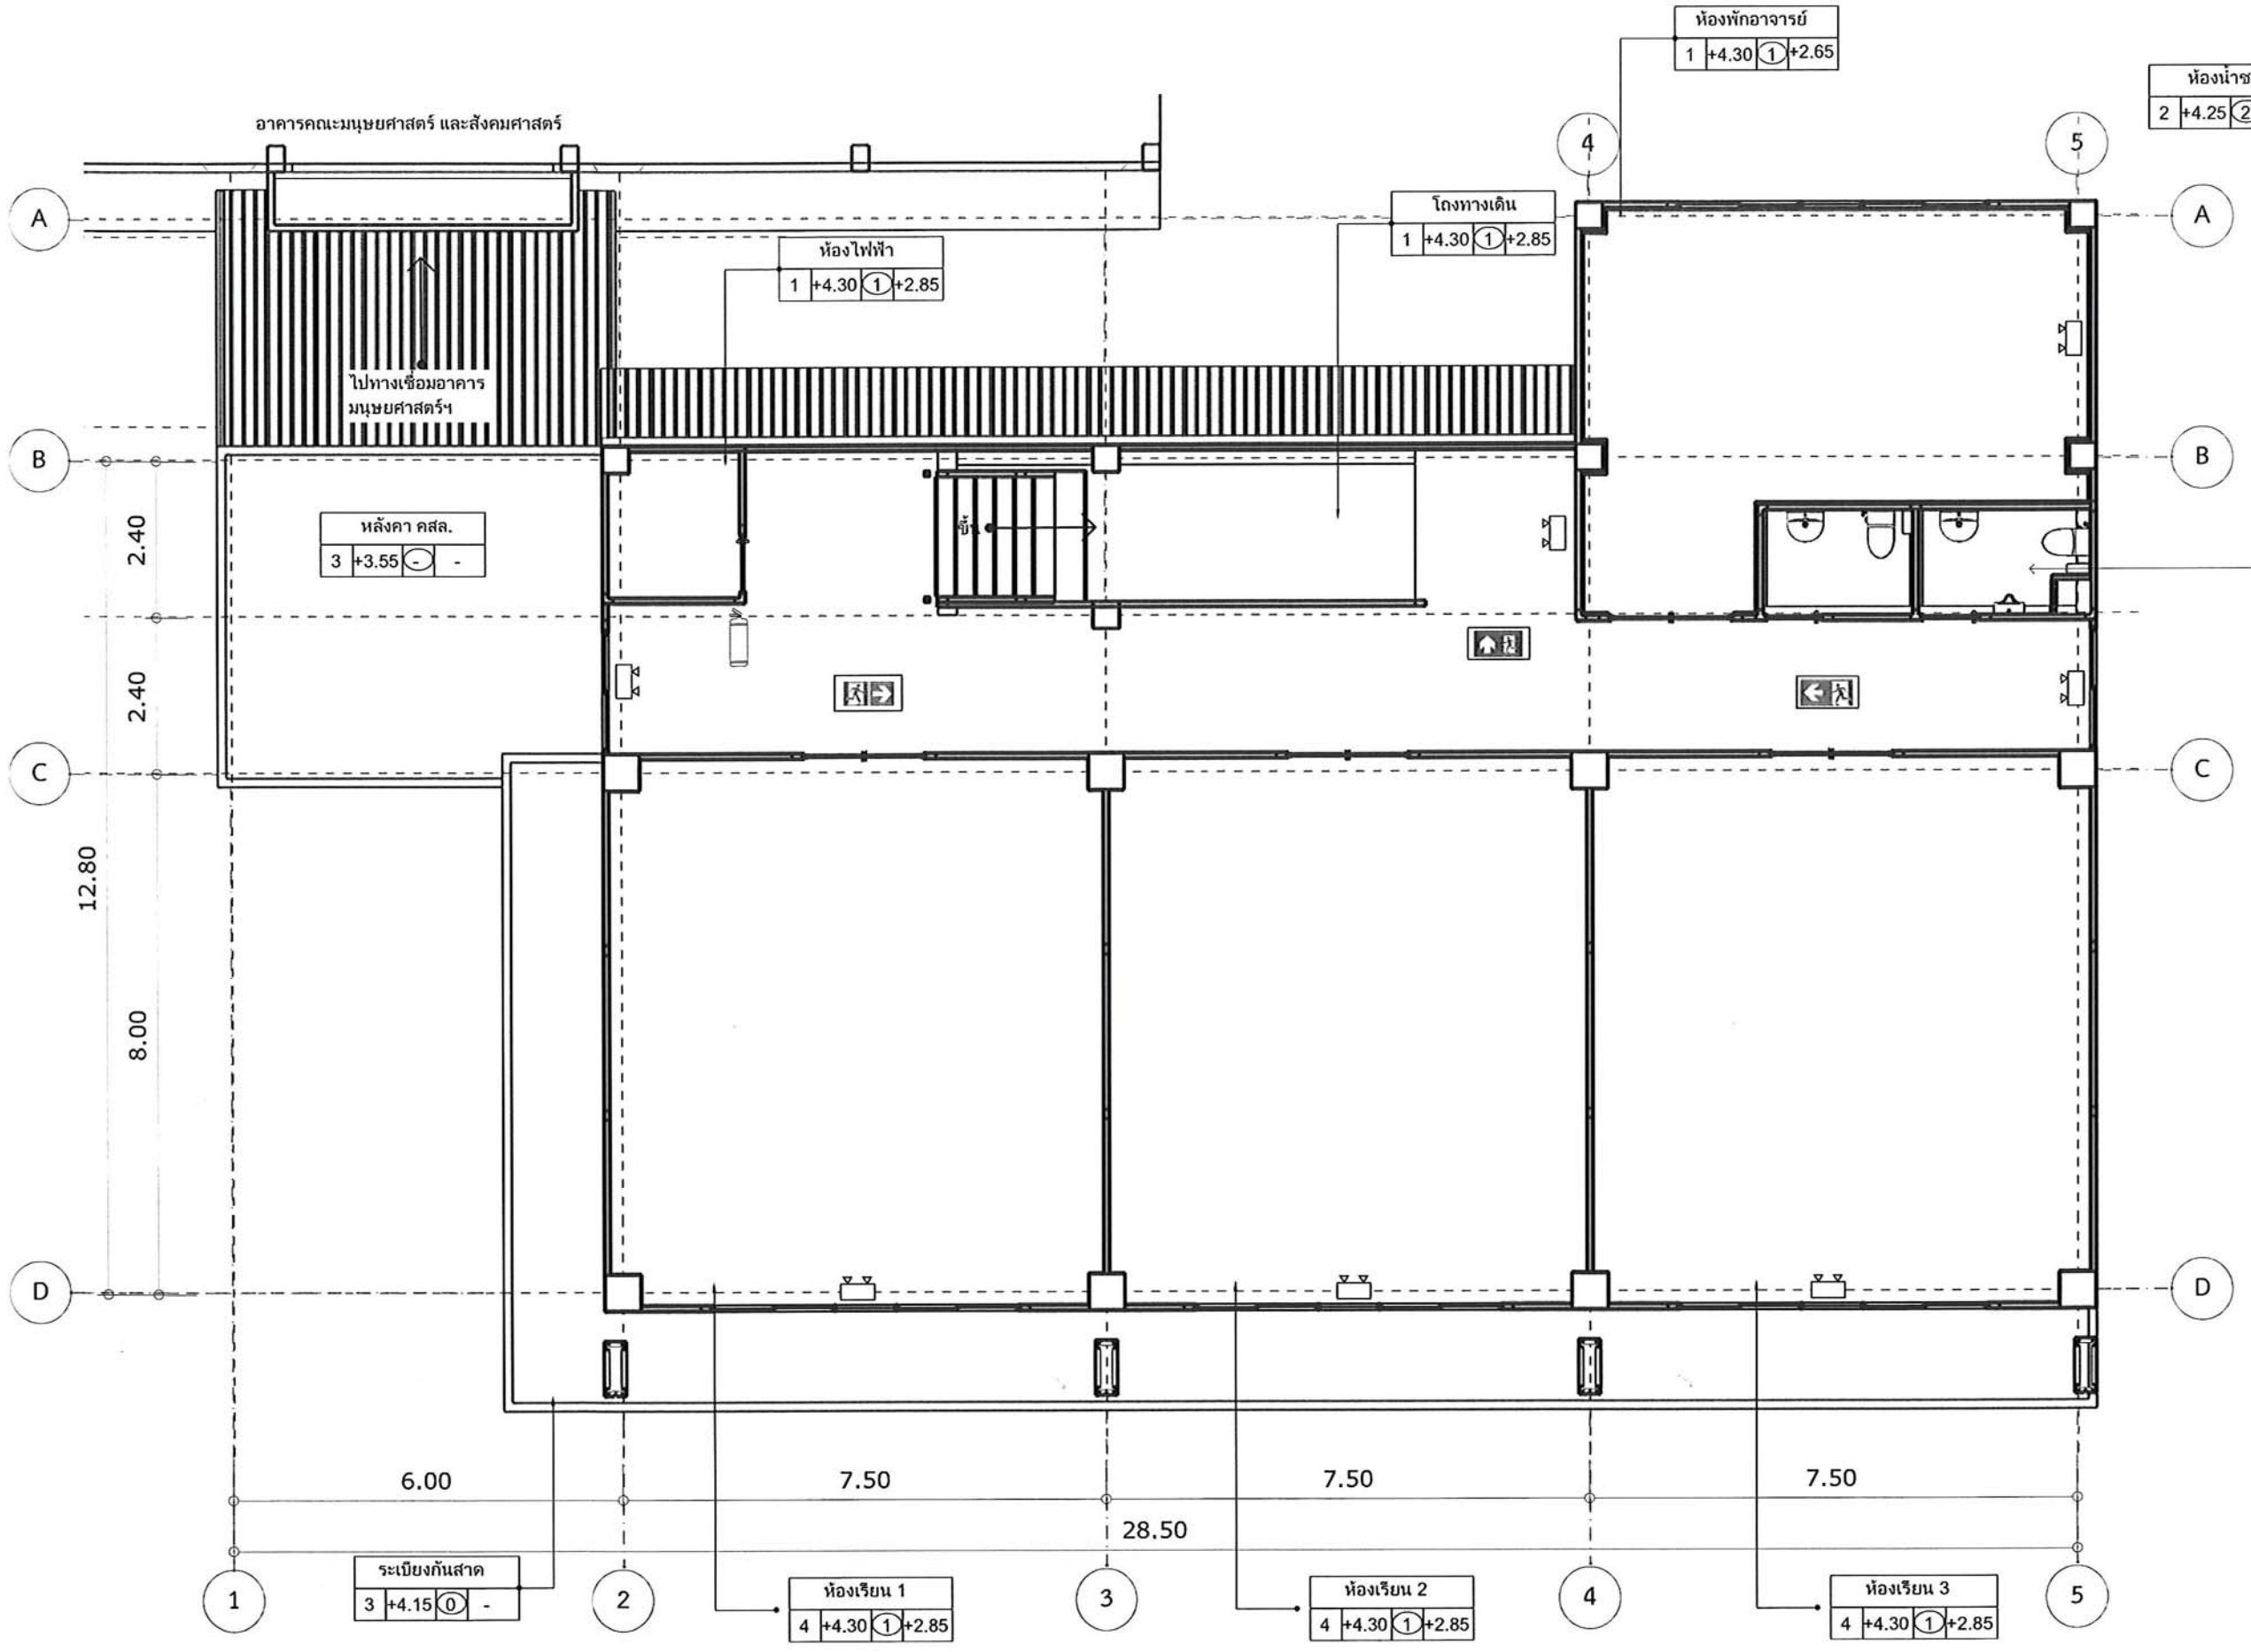 ห้องพักอาจารย์
1 +4.30 1 +2.65
ห้องน้ำช
2 +4.25 2
อาคารคณะมนุษยศาสตร์ และสังคมศาสตร์
4
5
A
A
โถงทางเดิน
1 +4.30 1 +2.85
ห้องไฟฟ้า
1 +4.30 1 +2.85
ไปทางเชื่อมอาคาร
มนุษยศาสตร์ฯ
B
B
หลังคา คสล.
3 +3.55 - -
2.40
ขึ้น
2.40
C
C
12.80
8.00
D
D
6.00
7.50
7.50
7.50
28.50
ระเบียงกันสาด
3 +4.15 0 -
1
2
3
4
5
ห้องเรียน 1
4 +4.30 1 +2.85
ห้องเรียน 2
4 +4.30 1 +2.85
ห้องเรียน 3
4 +4.30 1 +2.85